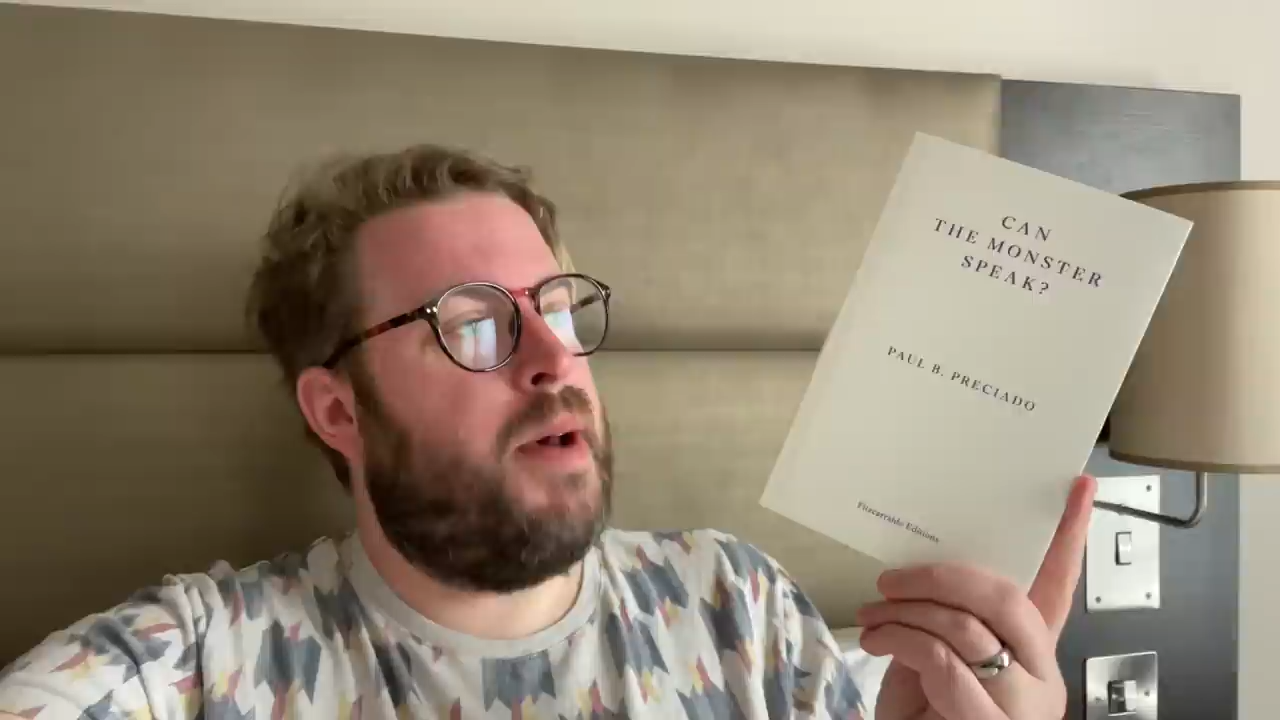 CAN
THE MONSTER
SPEAK?
PAUL B. PRECIADO
Fitzcarraldo Editions